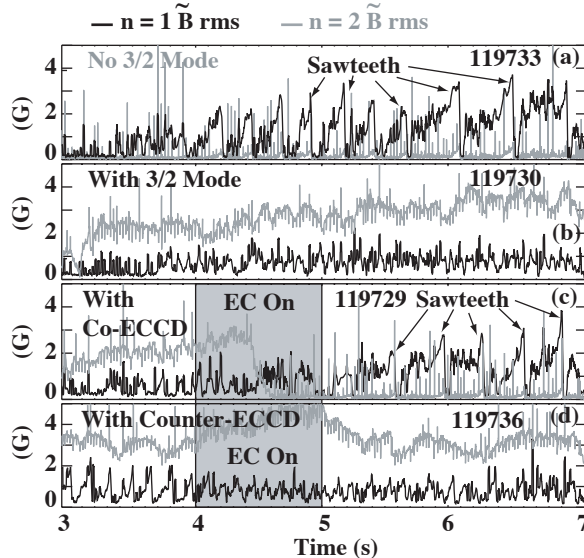 n = 1 B̃ rms n = 2 B̃ rms
No 3/2 Mode Sawteeth 119733 (a)
4
(G)
2
0
With 3/2 Mode 119730
4
(G)
2
(b)
0
With Co-ECCD EC On 119729 Sawteeth (c)
4
(G)
2
0
With Counter-ECCD 119736 (d)
4
(G)
EC On
2
0
3 4 5 6 7
Time (s)